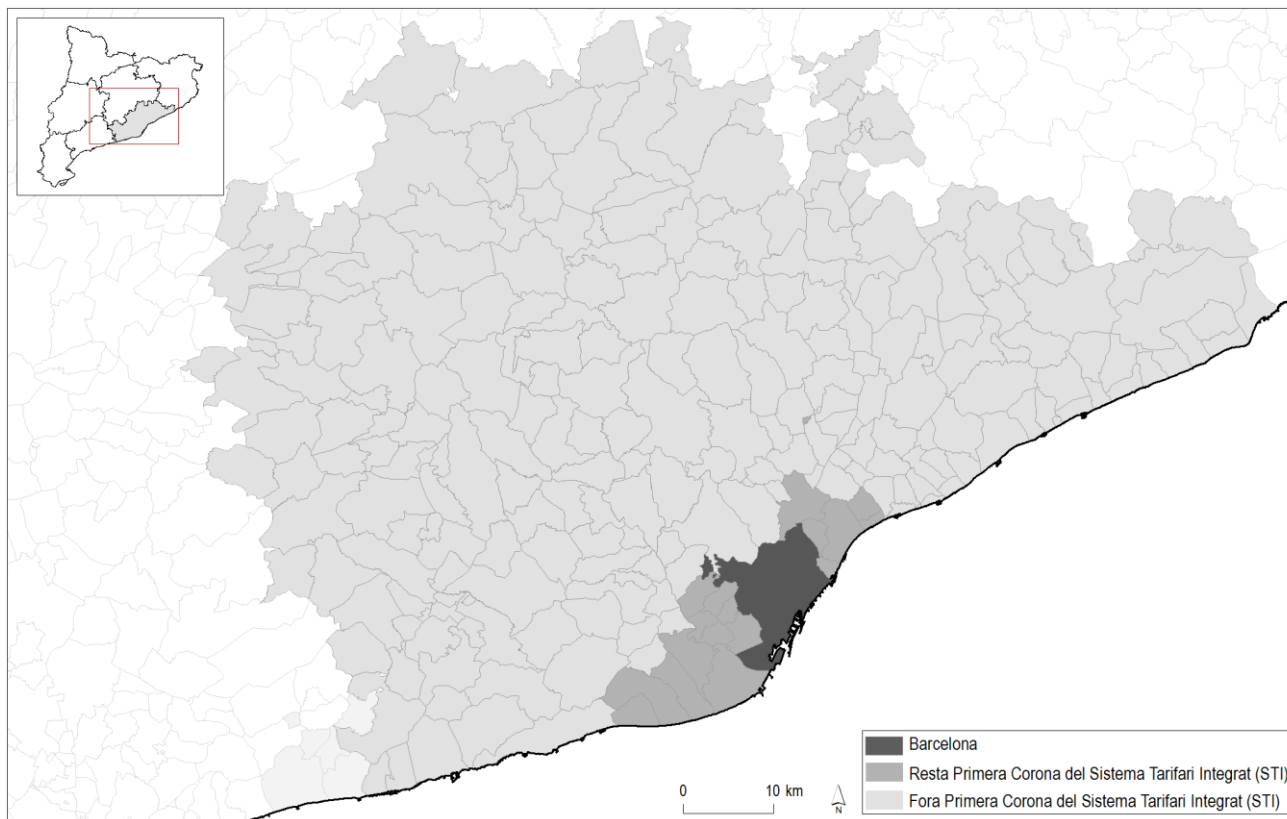 Barcelona
Resta Primera Corona del Sistema Tarifari Integrat (STI)
Fora Primera Corona del Sistema Tarifari Integrat (STI)
0 10 km
N